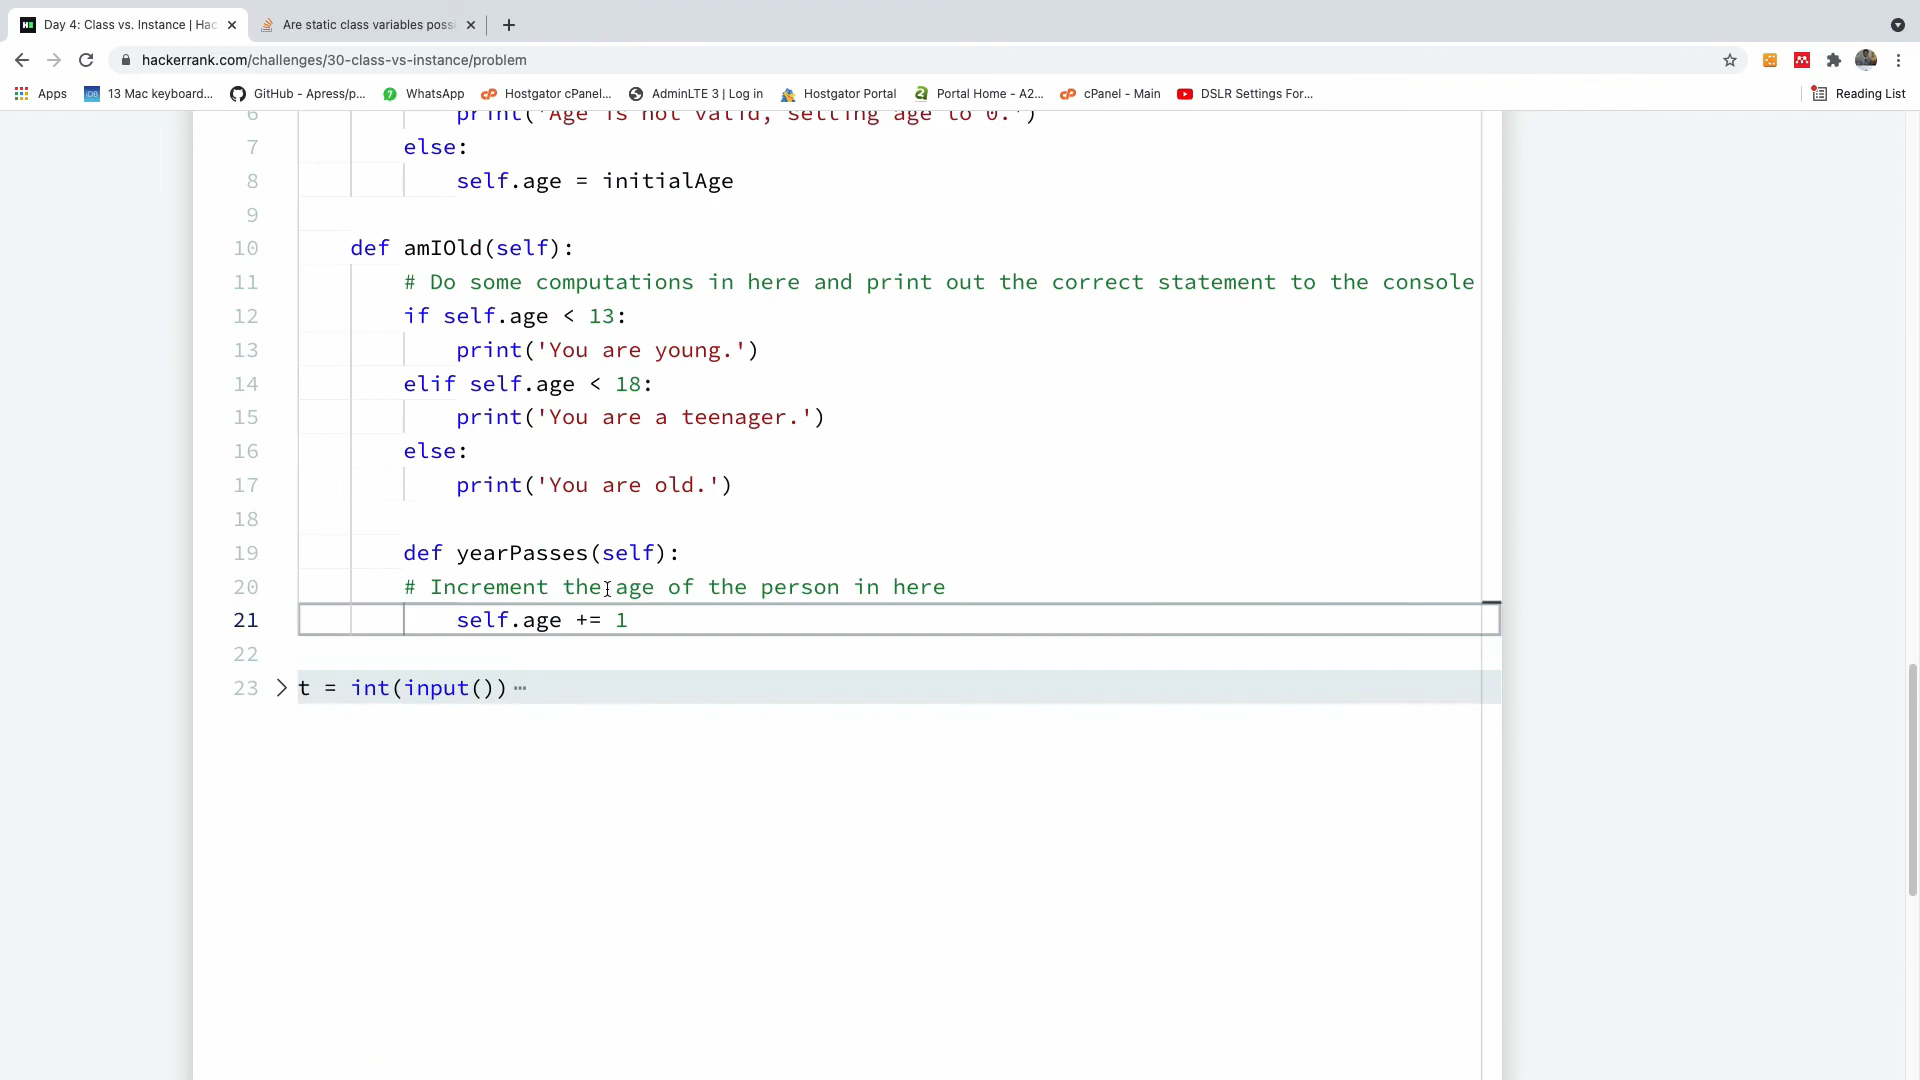 Day 4: Class vs. Instance | Hac
Are static class variables possi
hackerrank.com/challenges/30-class-vs-instance/problem
Apps
13 Mac keyboard...
GitHub - Apress/p...
WhatsApp
Hostgator cPanel...
AdminLTE 3 | Log in
Hostgator Portal
Portal Home - A2...
cPanel - Main
DSLR Settings For...
Reading List
6 print('Age is not valid, setting age to 0.')
7 else:
8 self.age = initialAge
9
10 def amIOld(self):
11 # Do some computations in here and print out the correct statement to the console
12 if self.age < 13:
13 print('You are young.')
14 elif self.age < 18:
15 print('You are a teenager.')
16 else:
17 print('You are old.')
18
19 def yearPasses(self):
20 # Increment the age of the person in here
21 self.age += 1
22
23 t = int(input())